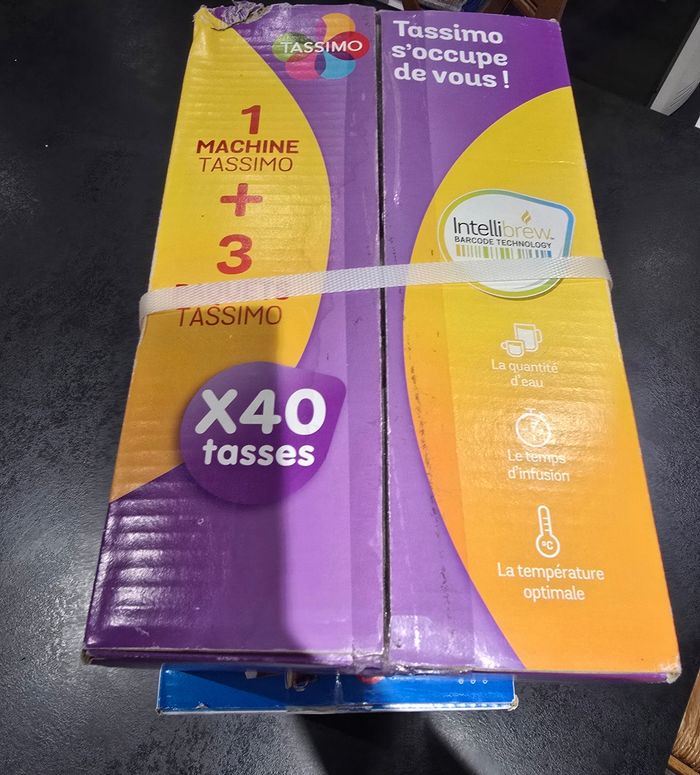 TASSIMO
1
MACHINE
TASSIMO
+
3
TASSIMO
X40
tasses
Tassimo
s'occupe
de vous !
Intellibrew™
BARCODE TECHNOLOGY
La quantité
d'eau
Le temps
d'infusion
°C
La température
optimale